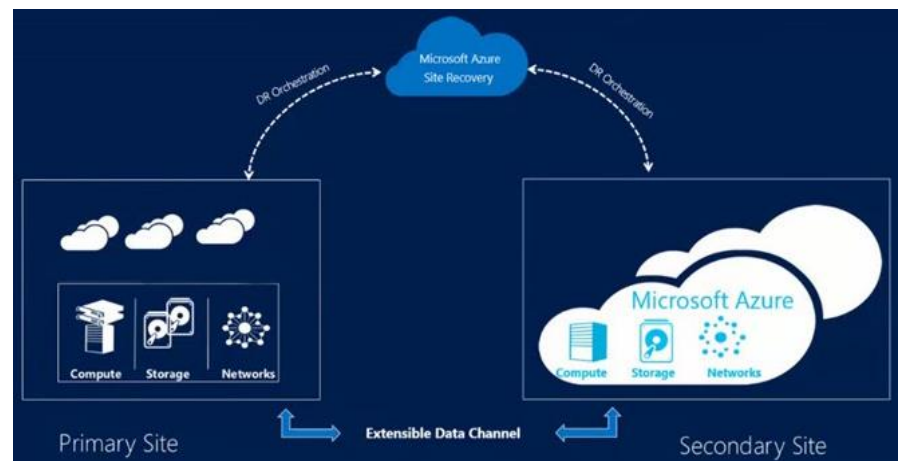 Microsoft Azure
Site Recovery
DR Orchestration
DR Orchestration
Compute
Storage
Networks
Microsoft Azure
Compute
Storage
Networks
Primary Site
Extensible Data Channel
Secondary Site